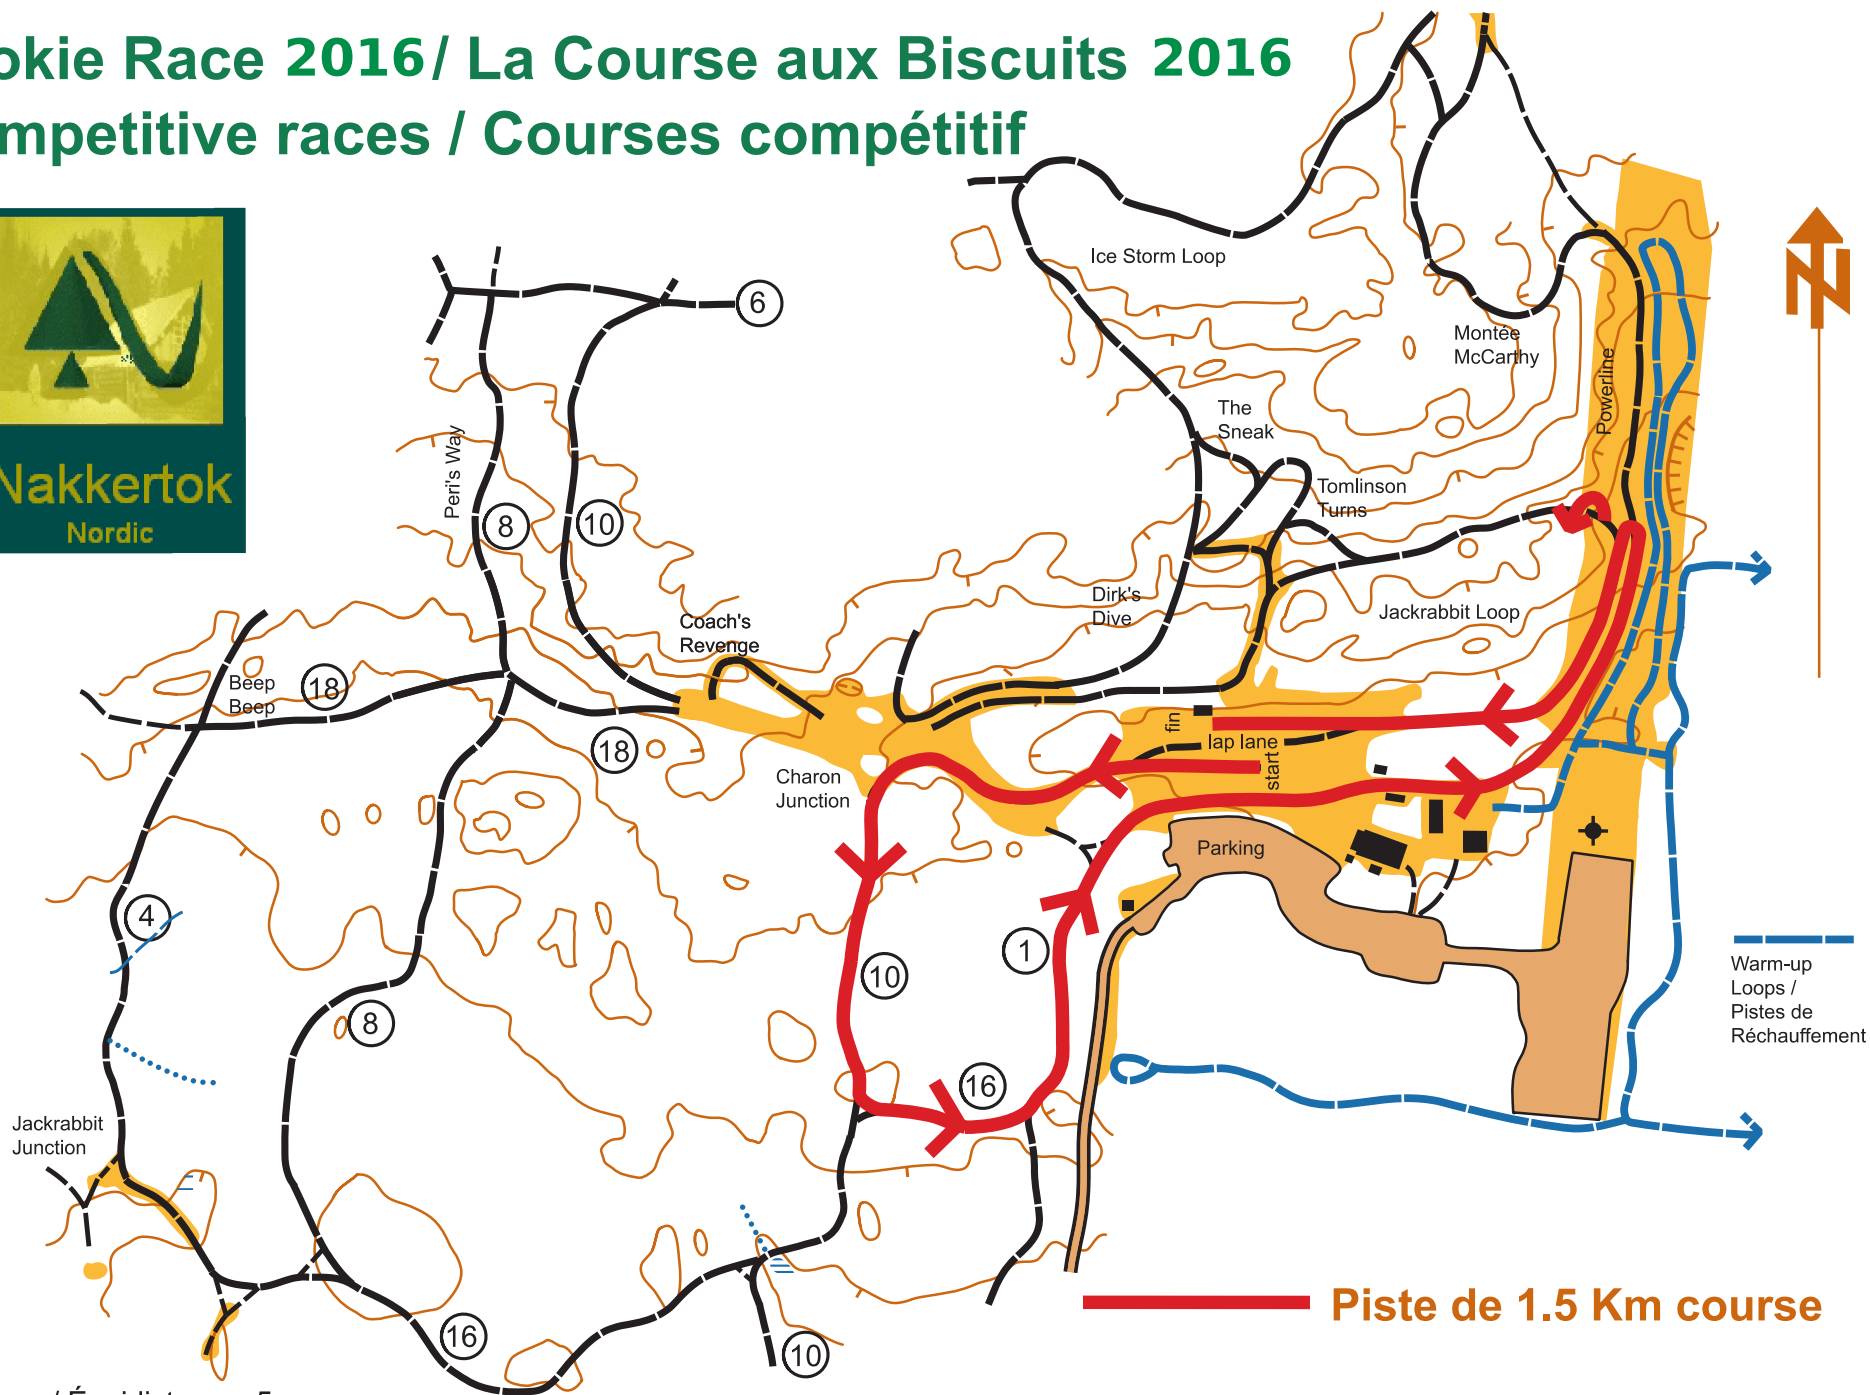 okie Race 2016 / La Course aux Biscuits 2016
mpetitive races / Courses compétitif
Nakkertok
Nordic
Ice Storm Loop
6
Montée
McCarthy
Powerline
The
Sneak
Peri's Way
8
10
Tomlinson
Turns
Dirk's
Dive
Jackrabbit Loop
Coach's
Revenge
Beep
Beep
18
18
fin
lap lane
start
Charon
Junction
Parking
4
10
1
8
16
Warm-up
Loops /
Pistes de
Réchauffement
N
Jackrabbit
Junction
16
10
Piste de 1.5 Km course